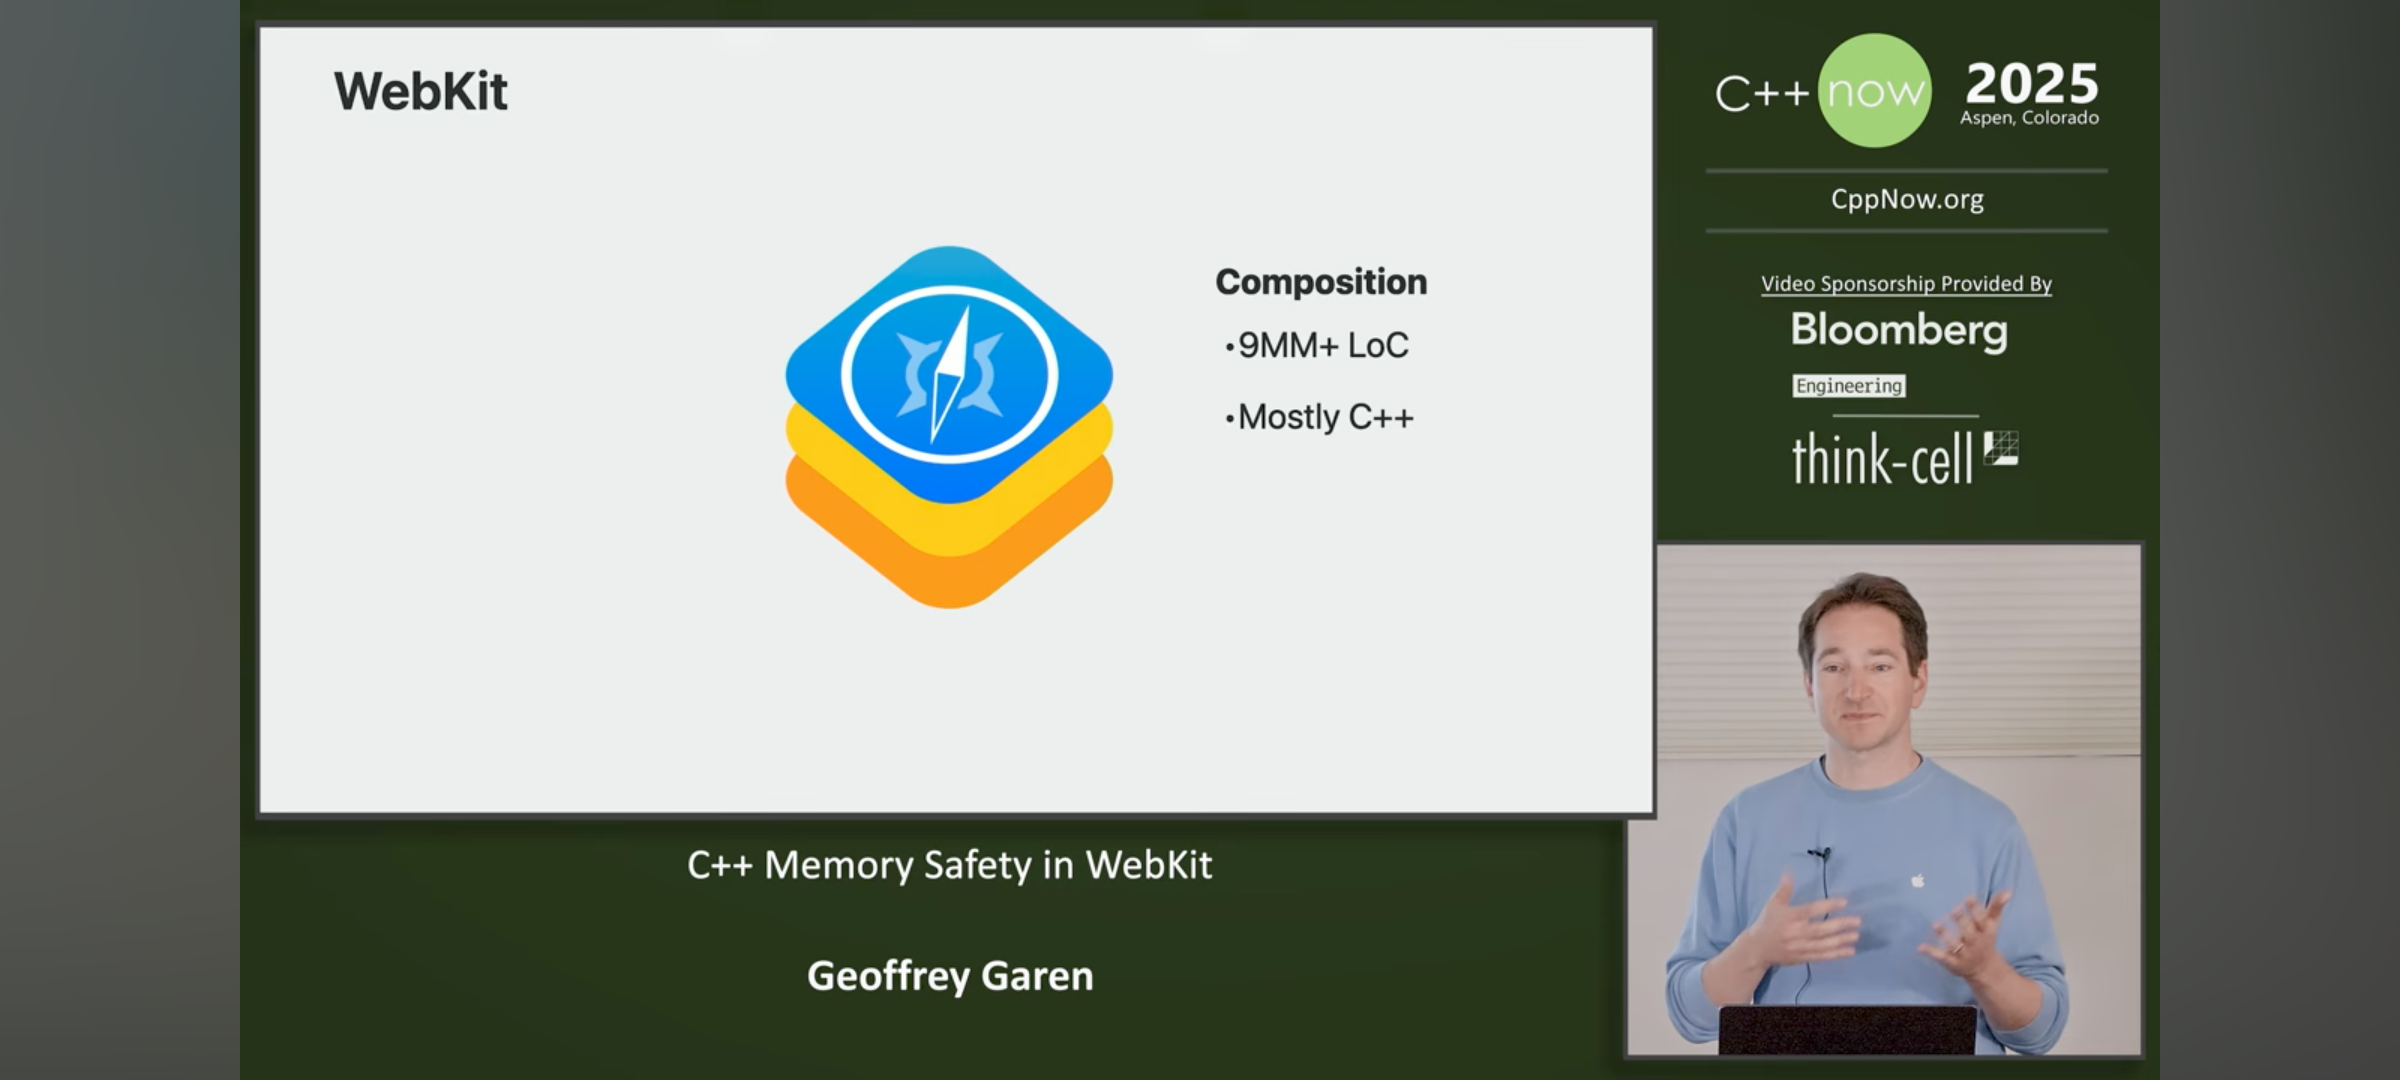 WebKit
Composition
•9MM+ LoC
•Mostly C++
C++ now 2025
Aspen, Colorado
CppNow.org
Video Sponsorship Provided By
Bloomberg
Engineering
think-cell
C++ Memory Safety in WebKit
Geoffrey Garen